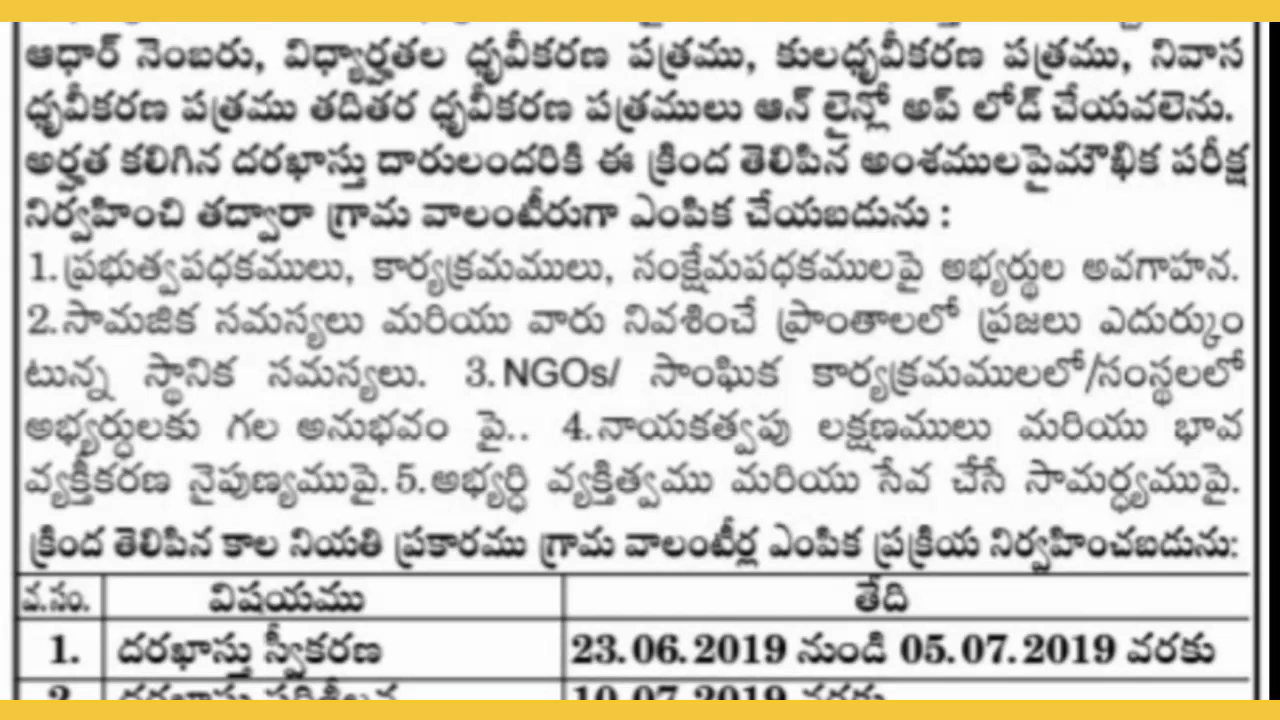 ఆధార్ నెంబరు, విధ్యార్హతల ధృవీకరణ పత్రము, కులధృవీకరణ పత్రము, నివాస
ధృవీకరణ పత్రము తదితర ధృవీకరణ పత్రములు ఆన్ లైన్లో అప్ లోడ్ చేయవలెను.
అర్హత కలిగిన దరఖాస్తు దారులందరికి ఈ క్రింద తెలిపిన అంశములపైమౌఖిక పరీక్ష
నిర్వహించి తద్వారా గ్రామ వాలంటీరుగా ఎంపిక చేయబదును :
1.ప్రభుత్వపధకములు, కార్యక్రమములు, సంక్షేమపధకములపై అభ్యర్థుల అవగాహన.
2.సామజిక సమస్యలు మరియు వారు నివశించే ప్రాంతాలలో ప్రజలు ఎదుర్కుం
టున్న స్థానిక సమస్యలు. 3.NGOs/ సాంఘిక కార్యక్రమములలో/సంస్థలలో
అభ్యర్ధులకు గల అనుభవం పై.. 4.నాయకత్వపు లక్షణములు మరియు భావ
వ్యక్తీకరణ నైపుణ్యముపై. 5.అభ్యర్ధి వ్యక్తిత్వము మరియు సేవ చేసే సామర్ధ్యముపై.
క్రింద తెలిపిన కాల నియతి ప్రకారము గ్రామ వాలంటీర్ల ఎంపిక ప్రక్రియ నిర్వహించబదును:
వ.సం. విషయము తేది
1. దరఖాస్తు స్వీకరణ 23.06.2019 నుండి 05.07.2019 వరకు